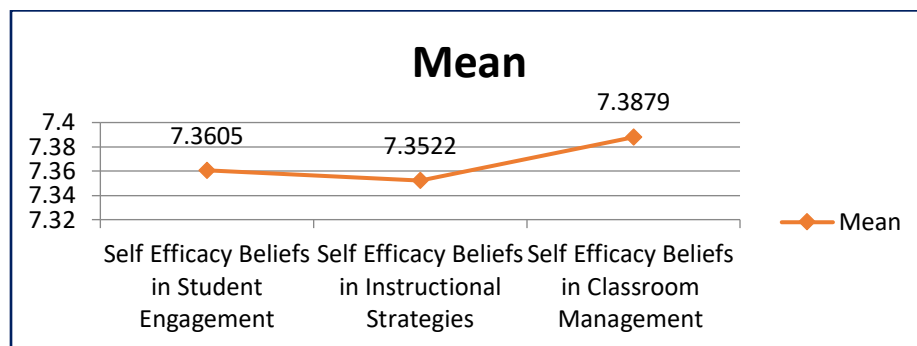 Mean
7.3879
7.4
7.3605
7.3522
7.38
7.36
7.34
7.32
Mean
Self Efficacy Beliefs
in Student
Engagement
Self Efficacy Beliefs
in Instructional
Strategies
Self Efficacy Beliefs
in Classroom
Management